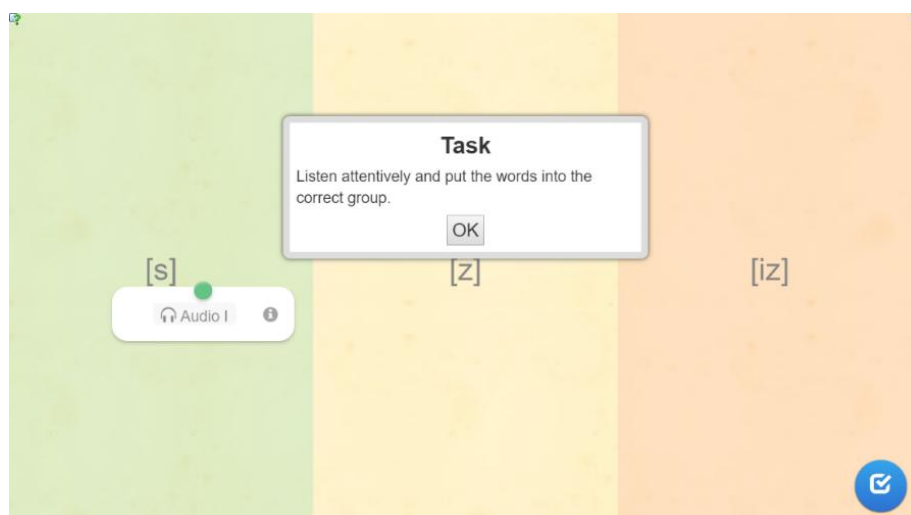 Task
Listen attentively and put the words into the
correct group.
OK
[s]
[z]
[iz]
Audio I